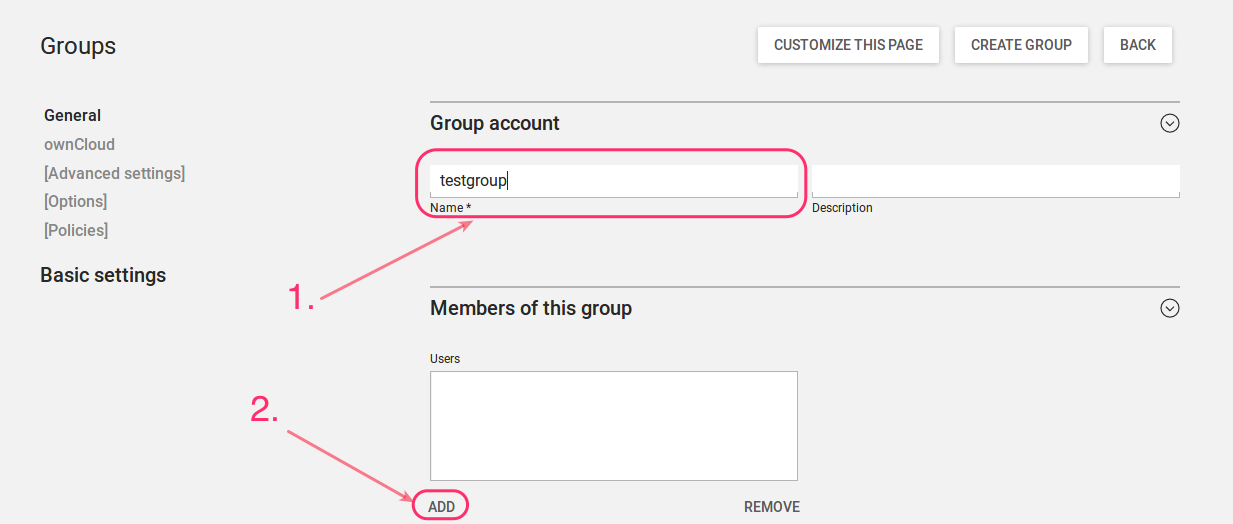 Groups
CUSTOMIZE THIS PAGE
CREATE GROUP
BACK
General
ownCloud
[Advanced settings]
[Options]
[Policies]
Basic settings
Group account
testgroup
Name *
Description
1.
Members of this group
Users
2.
ADD
REMOVE